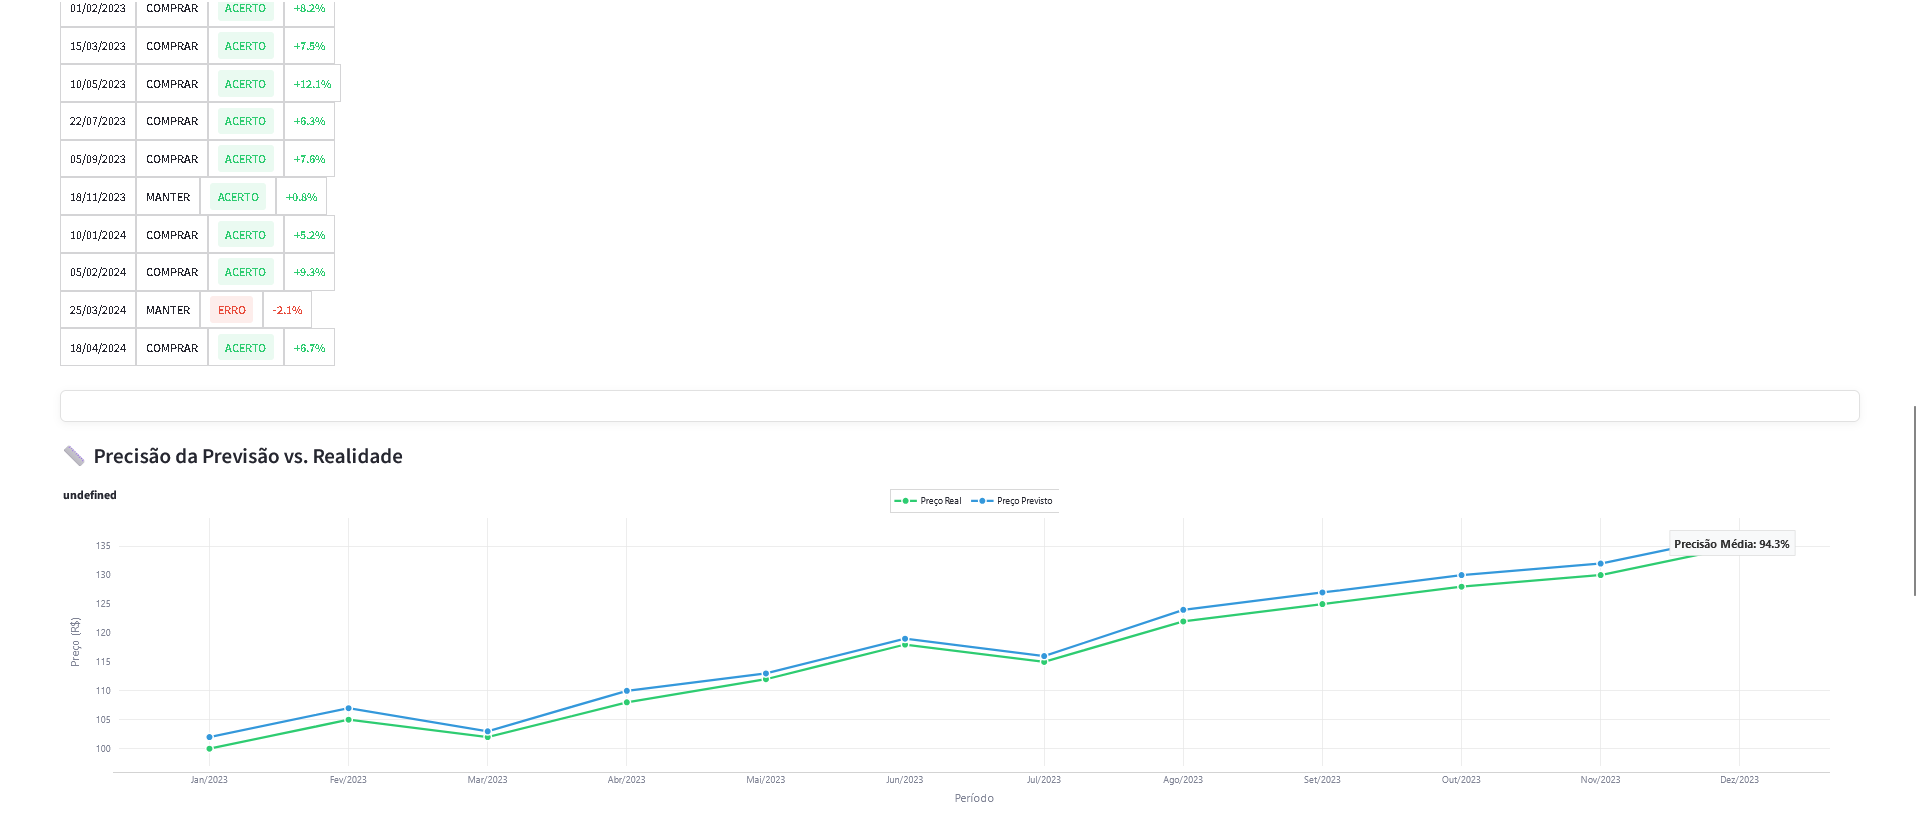 01/02/2023 COMPRAR ACERTO +8.2%
15/03/2023 COMPRAR ACERTO +7.5%
10/05/2023 COMPRAR ACERTO +12.1%
22/07/2023 COMPRAR ACERTO +6.3%
05/09/2023 COMPRAR ACERTO +7.6%
18/11/2023 MANTER ACERTO +0.8%
10/01/2024 COMPRAR ACERTO +5.2%
05/02/2024 COMPRAR ACERTO +9.3%
25/03/2024 MANTER ERRO -2.1%
18/04/2024 COMPRAR ACERTO +6.7%
Precisão da Previsão vs. Realidade
undefined
Preço Real Preço Previsto
Precisão Média: 94.3%
135
130
125
120
115
110
105
100
Preço (R$)
Jan/2023 Fev/2023 Mar/2023 Abr/2023 Mai/2023 Jun/2023 Jul/2023 Ago/2023 Set/2023 Out/2023 Nov/2023 Dez/2023
Período